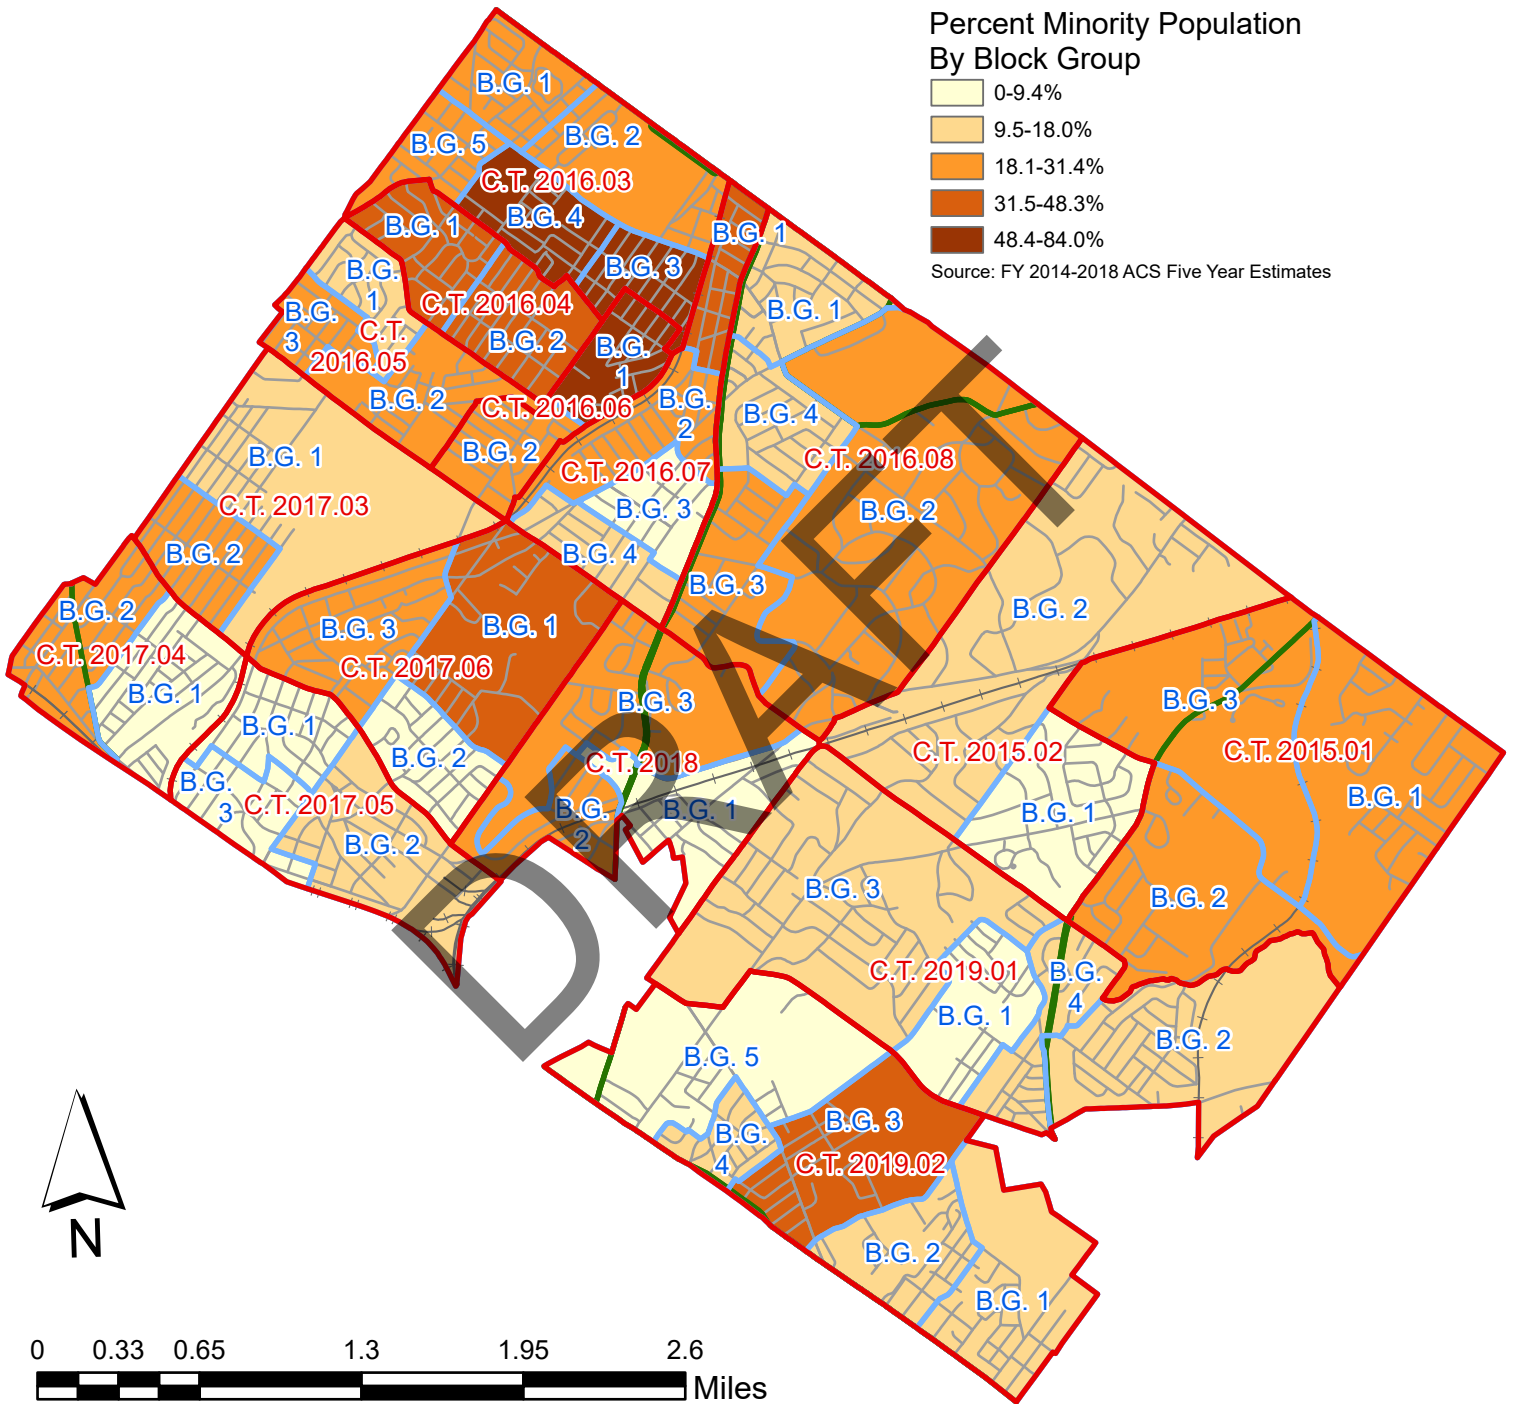 Percent Minority Population
By Block Group
0-9.4%
9.5-18.0%
18.1-31.4%
31.5-48.3%
48.4-84.0%
Source: FY 2014-2018 ACS Five Year Estimates
B.G. 1
B.G. 2
B.G. 5
C.T. 2016.03
B.G. 4
B.G. 3
B.G. 1
B.G. 1
B.G.
1
C.T. 2016.04
B.G. 2
B.G.
3
C.T.
2016.05
B.G. 2
B.G.
1
C.T. 2016.06
B.G. 2
B.G.
2
C.T. 2016.07
B.G. 3
B.G. 4
B.G. 1
B.G. 4
C.T. 2016.08
B.G. 2
B.G. 3
B.G. 1
C.T. 2017.03
B.G. 2
B.G. 2
C.T. 2017.04
B.G. 1
B.G. 3
B.G. 1
C.T. 2017.06
B.G. 2
B.G. 1
B.G.
3
C.T. 2017.05
B.G. 2
B.G. 3
C.T. 2018
B.G.
2
B.G. 1
B.G. 2
C.T. 2015.02
B.G. 1
B.G. 3
C.T. 2015.01
B.G. 1
B.G. 2
B.G. 3
C.T. 2019.01
B.G. 1
B.G.
4
B.G. 2
B.G. 5
B.G.
4
B.G. 3
C.T. 2019.02
B.G. 2
B.G. 1
DRAFT
N
0 0.33 0.65 1.3 1.95 2.6
Miles